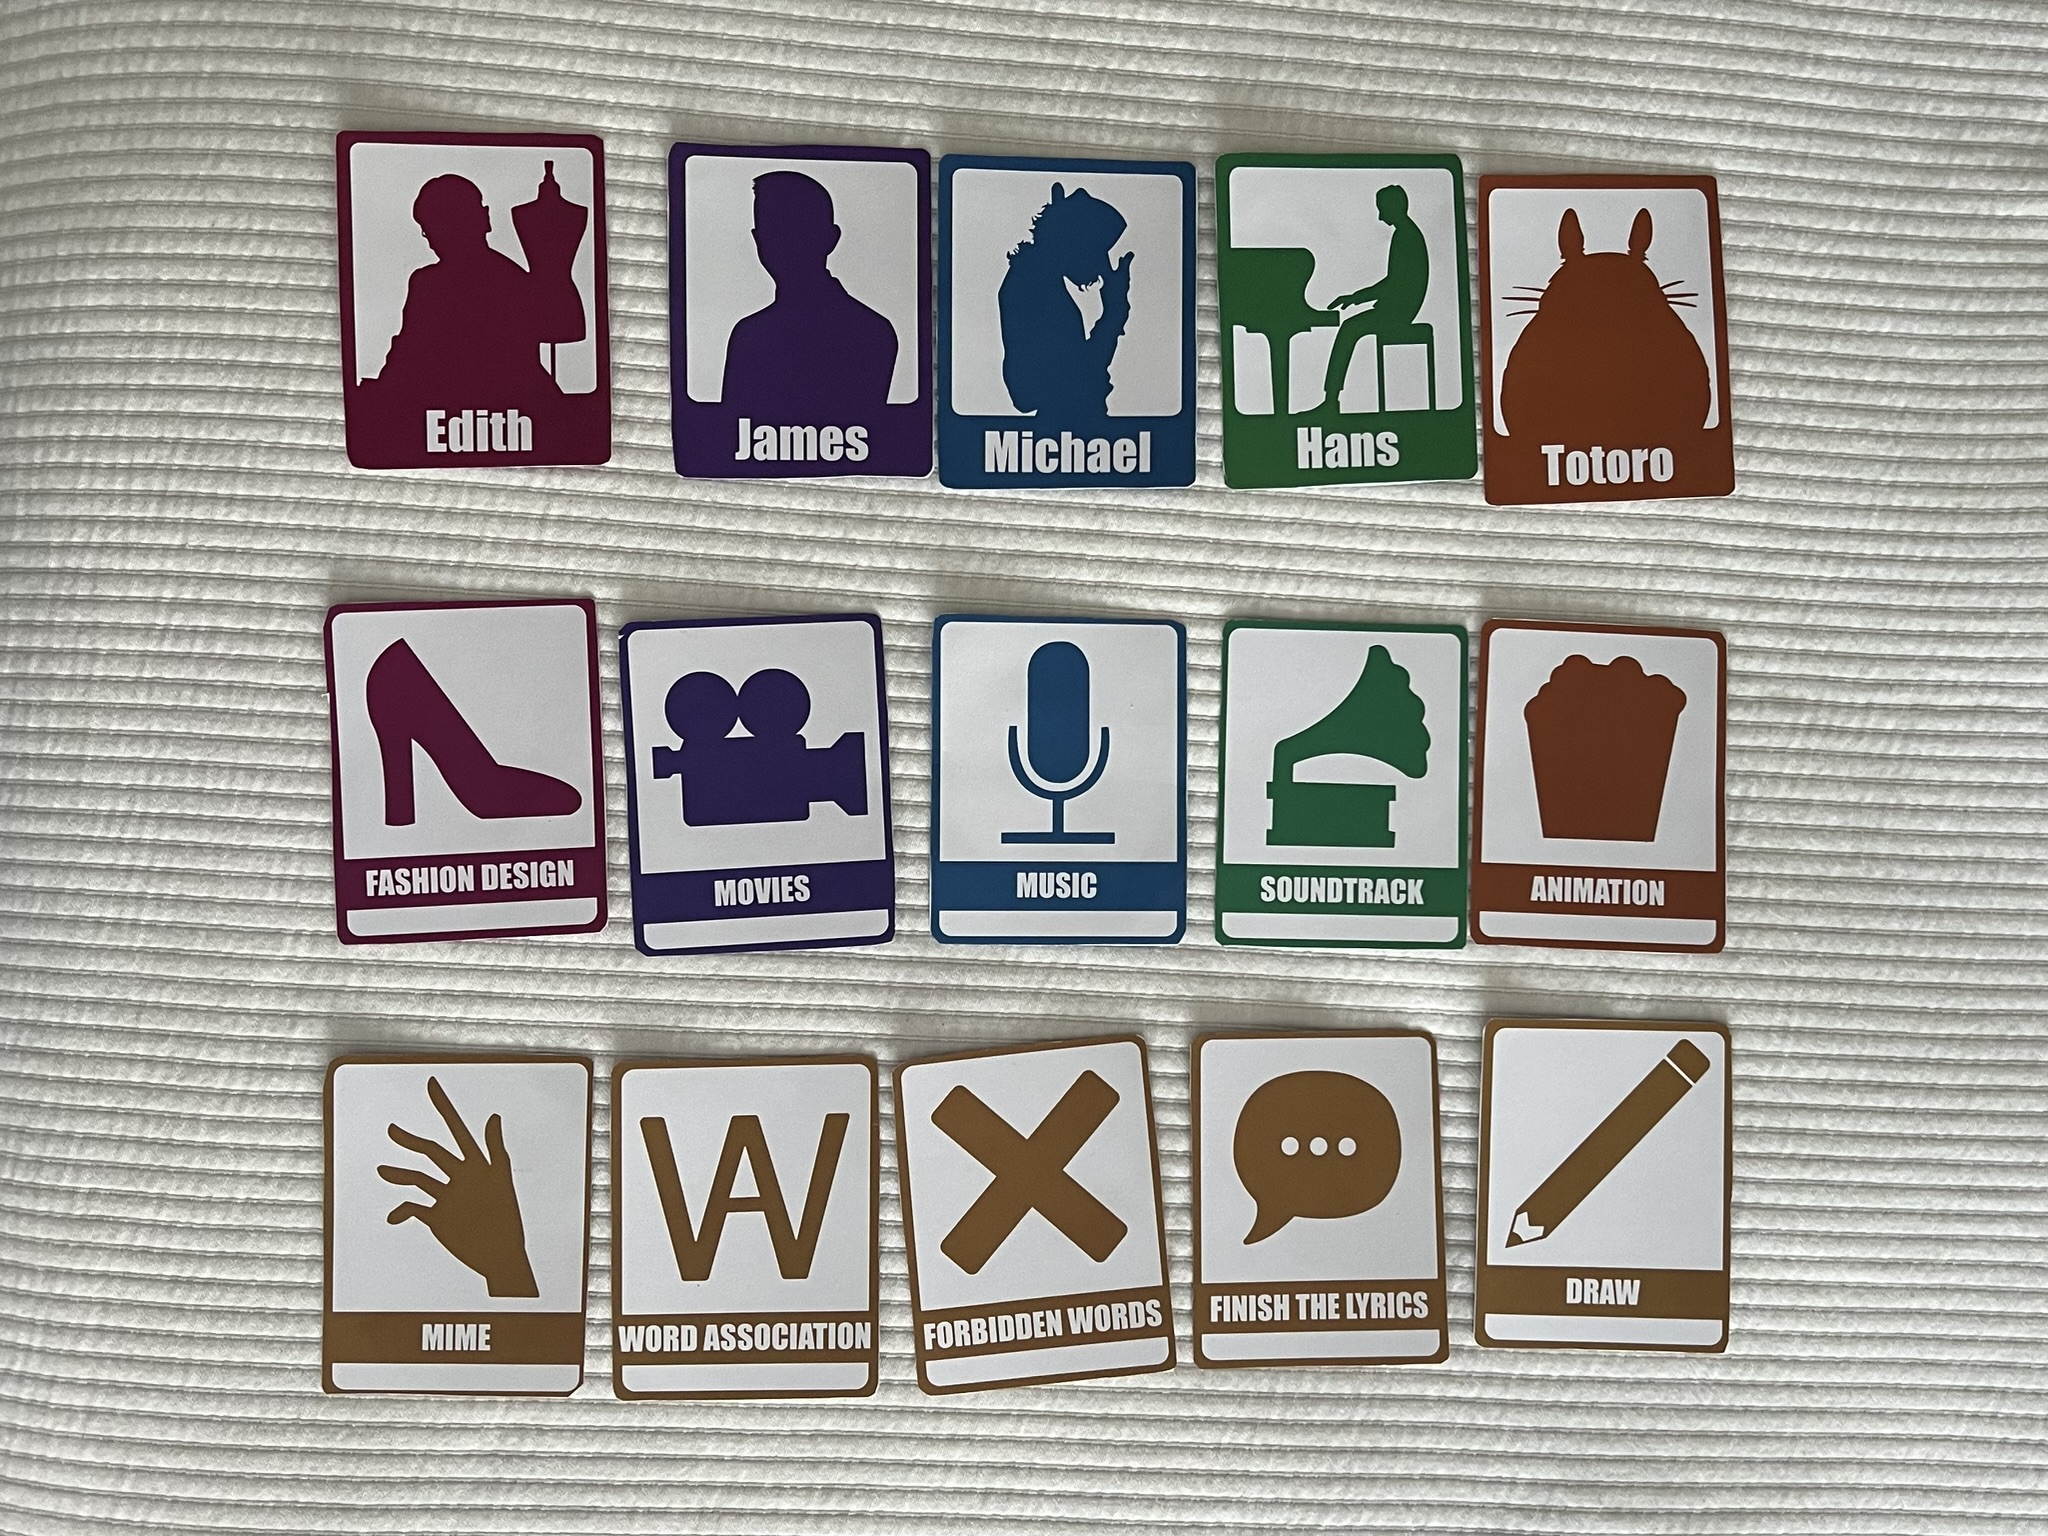 Edith
James
Michael
Hans
Totoro
FASHION DESIGN
MOVIES
MUSIC
SOUNDTRACK
ANIMATION
W
MIME
WORD ASSOCIATION
FORBIDDEN WORDS
FINISH THE LYRICS
DRAW